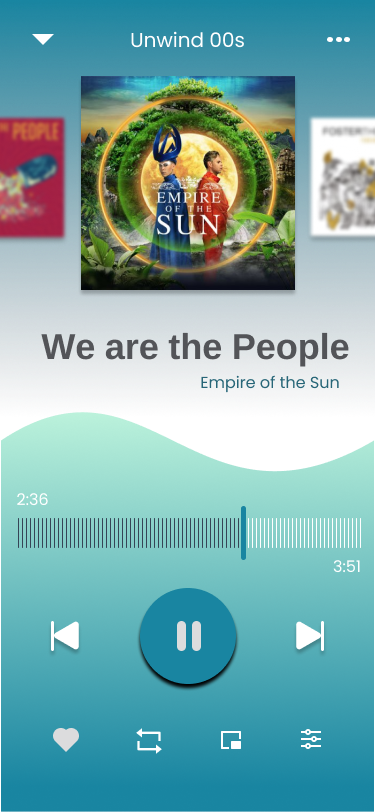 Unwind 00s
PEOPLE
FOSTER TH
EMPIRE
OF THE
SUN
We are the People
Empire of the Sun
2:36
3:51